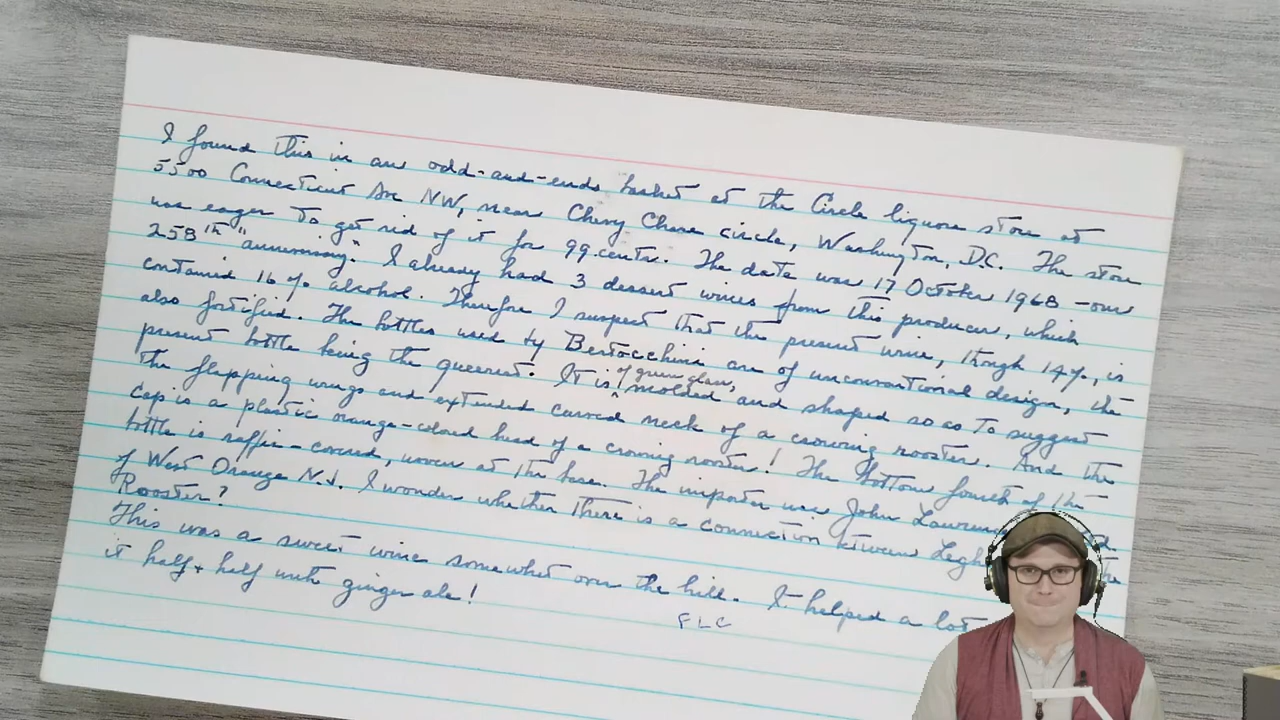 I found this in an odd-and-ends basket at the Circle liquore store at
5500 Connecticut Ave NW, near Chevy Chase circle, Washington, D.C. The store
was eager to get rid of it for 99 cents. The date was 17 October 1968 - our
258th "anniversary". I already had 3 dessert wines from this producer, which
contained 16% alcohol. Therefore I suspect that the present wine, though 14%, is
also fortified. The bottles used by Bertocchini are of unconventional design, the
present bottle being the queerest. It is of green glass, molded and shaped so as to suggest
the flapping wings and extended curved neck of a crowing rooster. And the
cap is a plastic orange-colored head of a crowing rooster! The bottom fourth of the
bottle is raffia-covered, woven at the base. The importer was John
of West Orange N.J. I wonder whether there is a connection between
Rooster?
This was a sweet wine somewhat over the hill. It helped a lot
it half + half with ginger ale!
FLC